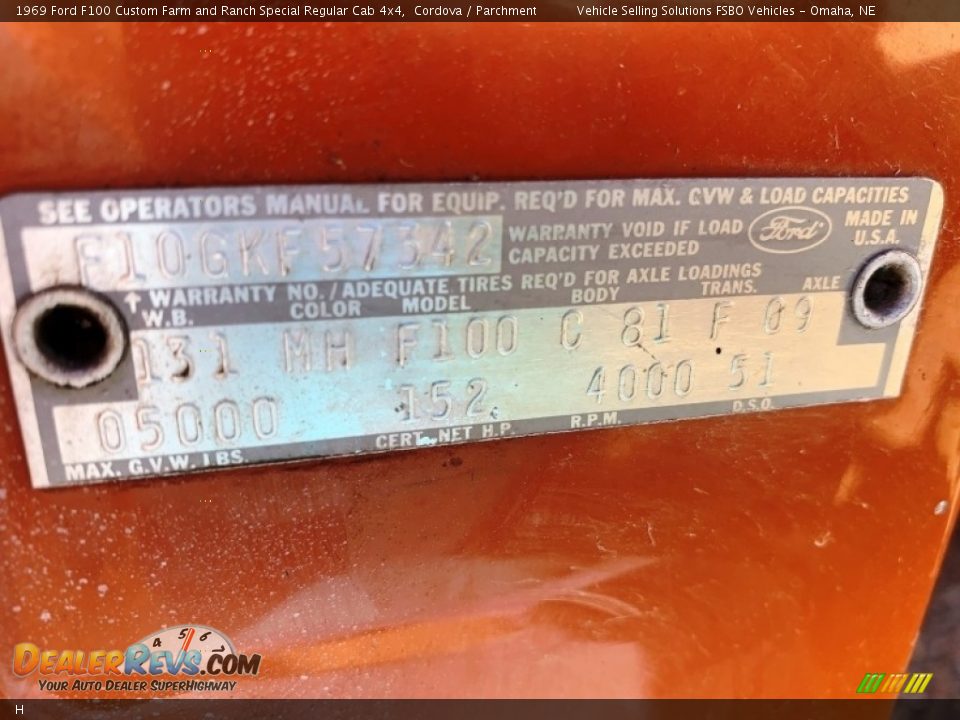 1969 Ford F100 Custom Farm and Ranch Special Regular Cab 4x4,  Cordova / Parchment  Vehicle Selling Solutions FSBO Vehicles - Omaha, NE
SEE OPERATORS MANUAL FOR EQUIP. REQ'D FOR MAX. GVW & LOAD CAPACITIES
F10GKF57342
WARRANTY VOID IF LOAD
CAPACITY EXCEEDED
Ford
MADE IN
U.S.A.
↑ WARRANTY NO./ADEQUATE TIRES REQ'D FOR AXLE LOADINGS
W.B. COLOR MODEL BODY TRANS. AXLE
131 MH F100 C 81 F 09
05000 152 4000 51
MAX. G.V.W. LBS. CERT. NET H.P. R.P.M. D.S.O.
4 5 6
DEALERREVS.COM
YOUR AUTO DEALER SUPERHIGHWAY
H